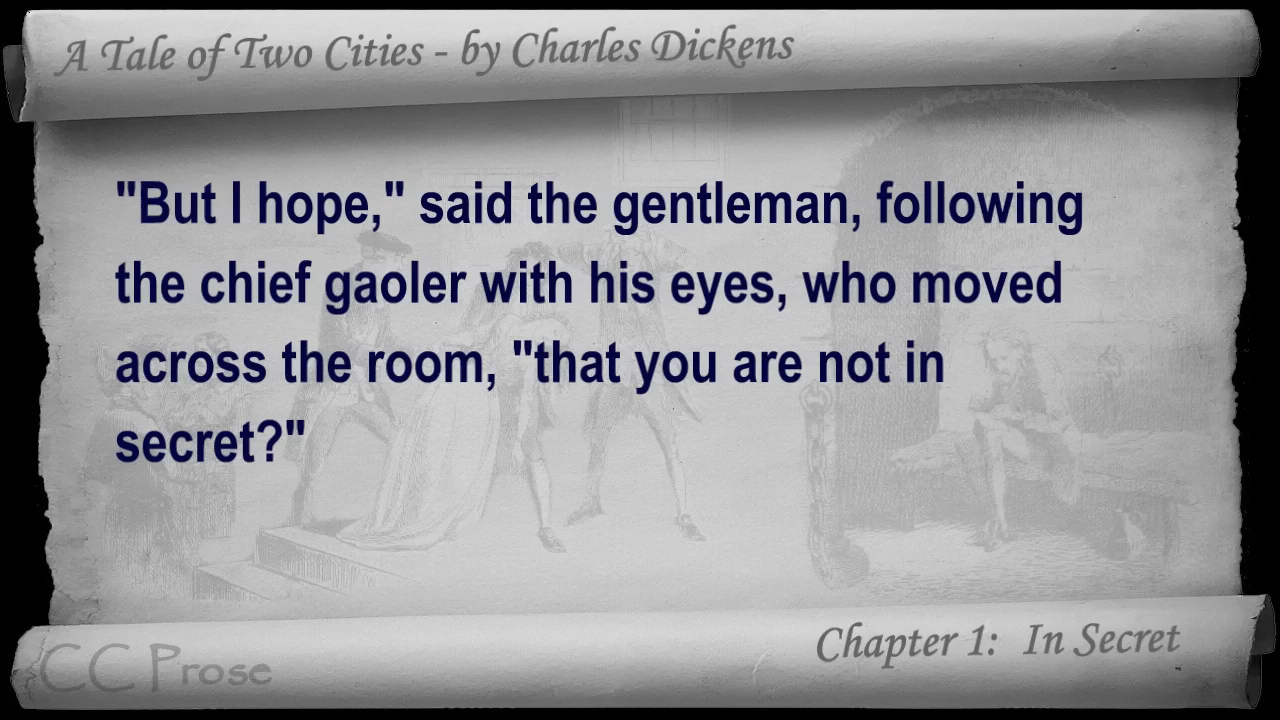 A Tale of Two Cities - by Charles Dickens
"But I hope," said the gentleman, following
the chief gaoler with his eyes, who moved
across the room, "that you are not in
secret?"
CC Prose
Chapter 1: In Secret